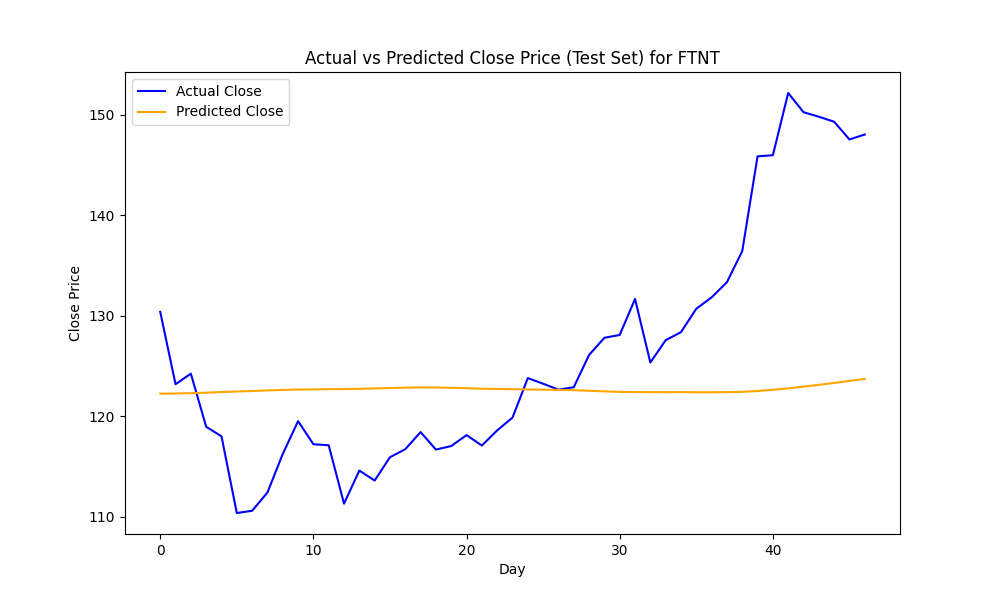 Actual vs Predicted Close Price (Test Set) for FTNT
Actual Close
Predicted Close
150
140
130
120
110
Close Price
0 10 20 30 40
Day